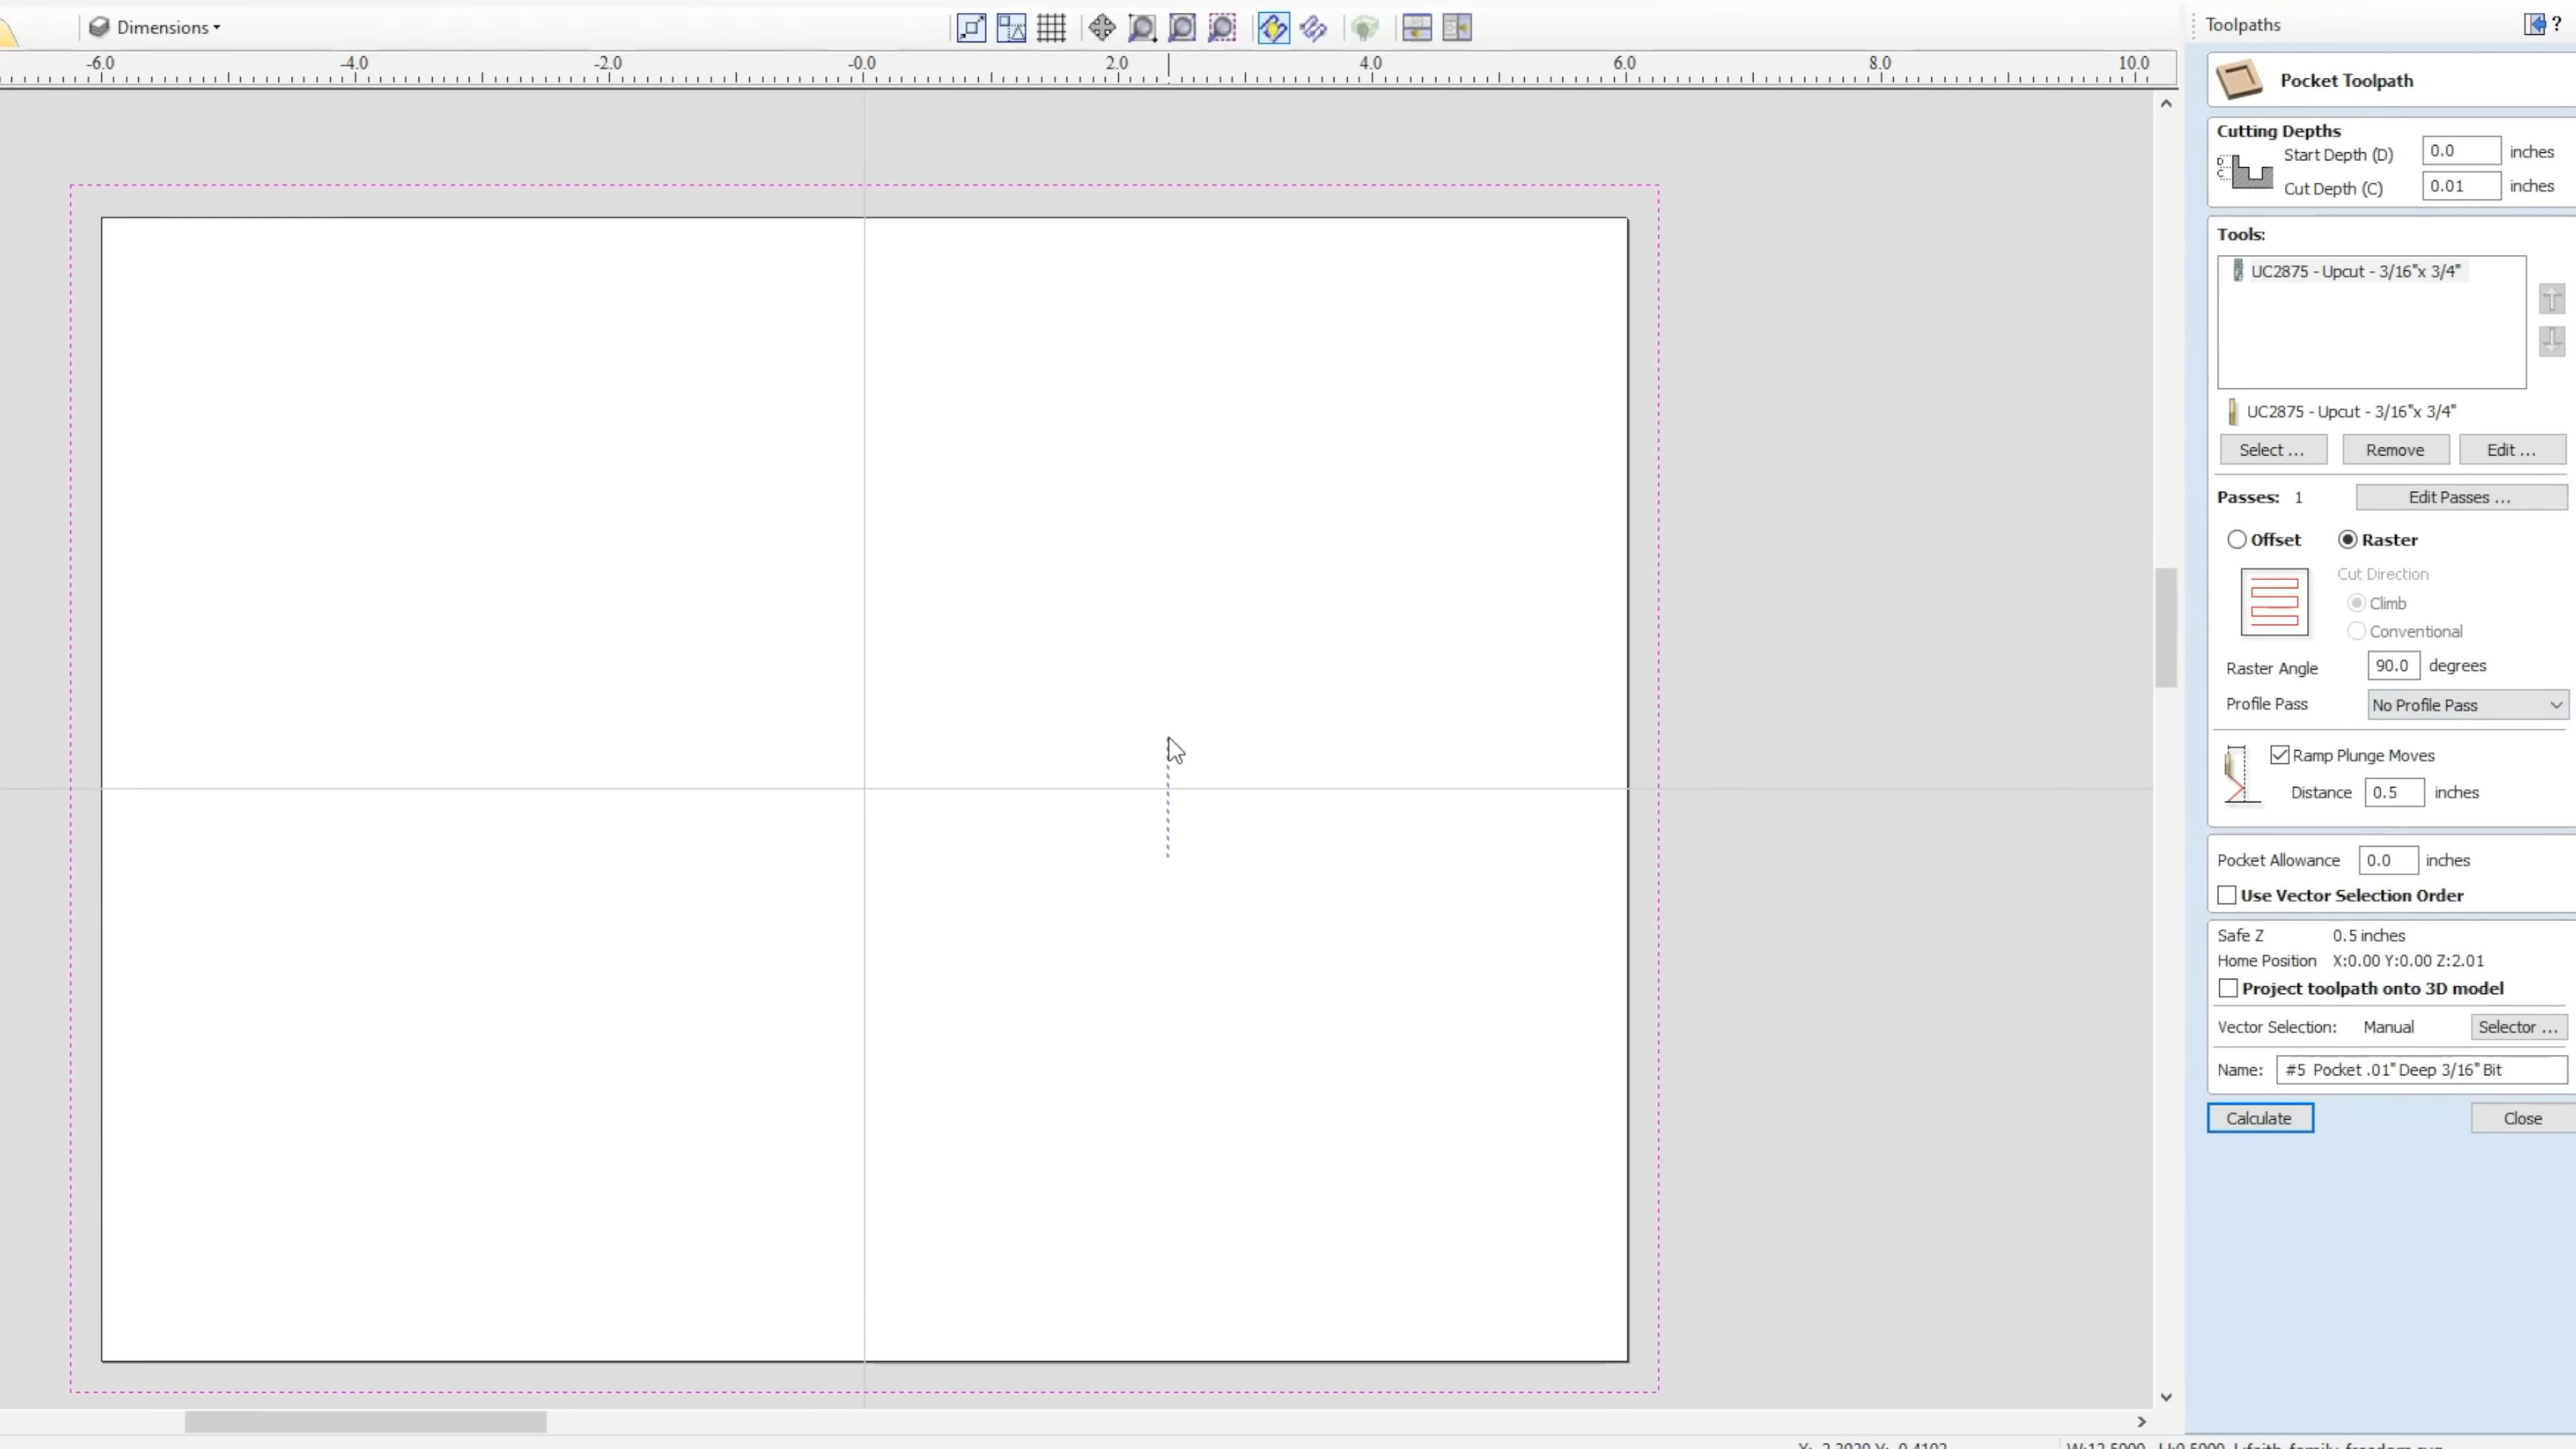 Dimensions
-6.0 -4.0 -2.0 -0.0 2.0 4.0 6.0 8.0 10.0
Toolpaths ?
Pocket Toolpath
Cutting Depths
D
C
Start Depth (D) 0.0 inches
Cut Depth (C) 0.01 inches
Tools:
UC2875 - Upcut - 3/16"x 3/4"
UC2875 - Upcut - 3/16"x 3/4"
Select ... Remove Edit ...
Passes: 1 Edit Passes ...
Offset Raster
Cut Direction
Climb
Conventional
Raster Angle 90.0 degrees
Profile Pass No Profile Pass
Ramp Plunge Moves
Distance 0.5 inches
Pocket Allowance 0.0 inches
Use Vector Selection Order
Safe Z 0.5 inches
Home Position X:0.00 Y:0.00 Z:2.01
Project toolpath onto 3D model
Vector Selection: Manual Selector ...
Name: #5 Pocket .01" Deep 3/16" Bit
Calculate Close